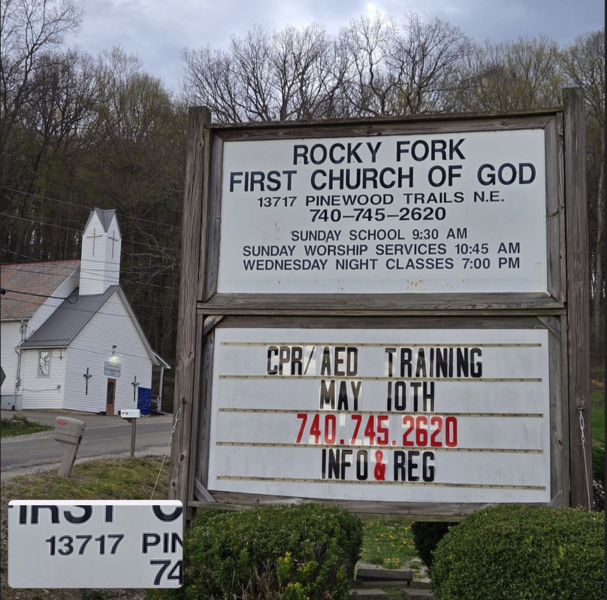 ROCKY FORK
FIRST CHURCH OF GOD
13717 PINEWOOD TRAILS N.E.
740-745-2620
SUNDAY SCHOOL 9:30 AM
SUNDAY WORSHIP SERVICES 10:45 AM
WEDNESDAY NIGHT CLASSES 7:00 PM
CPR/AED TRAINING
MAY 10TH
740.745.2620
INFO & REG
IRST C
13717 PIN
74